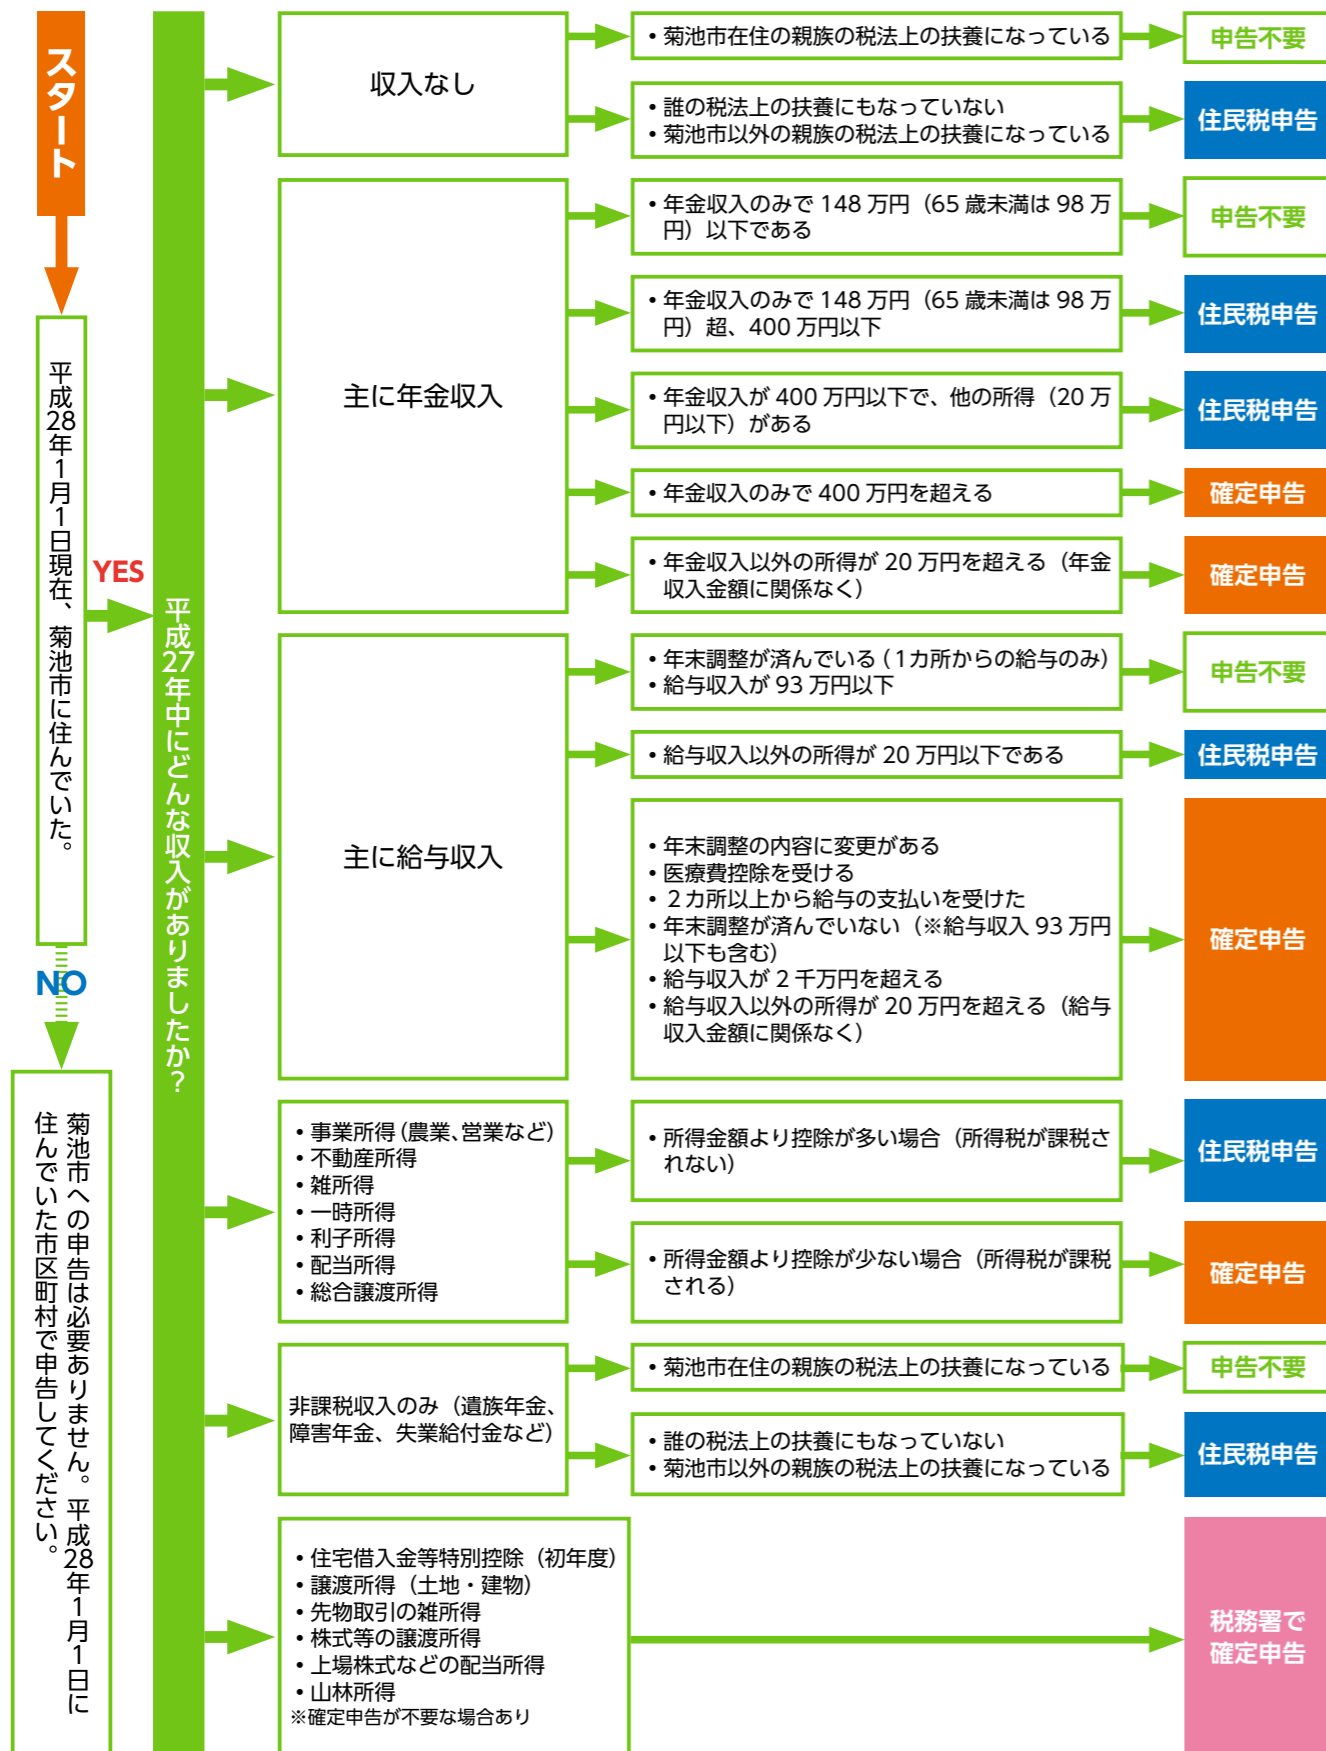 スタート
平成28年1月1日現在、菊池市に住んでいた。
YES
NO
菊池市への申告は必要ありません。平成28年1月1日に
住んでいた市区町村で申告してください。
平成27年中にどんな収入がありましたか？
収入なし
・菊池市在住の親族の税法上の扶養になっている
申告不要
・誰の税法上の扶養にもなっていない
・菊池市以外の親族の税法上の扶養になっている
住民税申告
主に年金収入
・年金収入のみで 148 万円（65 歳未満は 98 万
円）以下である
申告不要
・年金収入のみで 148 万円（65 歳未満は 98 万
円）超、400 万円以下
住民税申告
・年金収入が 400 万円以下で、他の所得（20 万
円以下）がある
住民税申告
・年金収入のみで 400 万円を超える
確定申告
・年金収入以外の所得が 20 万円を超える（年金
収入金額に関係なく）
確定申告
主に給与収入
・年末調整が済んでいる（1カ所からの給与のみ）
・給与収入が 93 万円以下
申告不要
・給与収入以外の所得が 20 万円以下である
住民税申告
・年末調整の内容に変更がある
・医療費控除を受ける
・２カ所以上から給与の支払いを受けた
・年末調整が済んでいない（※給与収入 93 万円
以下も含む）
・給与収入が 2 千万円を超える
・給与収入以外の所得が 20 万円を超える（給与
収入金額に関係なく）
確定申告
・事業所得（農業、営業など）
・不動産所得
・雑所得
・一時所得
・利子所得
・配当所得
・総合譲渡所得
・所得金額より控除が多い場合（所得税が課税さ
れない）
住民税申告
・所得金額より控除が少ない場合（所得税が課税
される）
確定申告
非課税収入のみ（遺族年金、
障害年金、失業給付金など）
・菊池市在住の親族の税法上の扶養になっている
申告不要
・誰の税法上の扶養にもなっていない
・菊池市以外の親族の税法上の扶養になっている
住民税申告
・住宅借入金等特別控除（初年度）
・譲渡所得（土地・建物）
・先物取引の雑所得
・株式等の譲渡所得
・上場株式などの配当所得
・山林所得
※確定申告が不要な場合あり
税務署で
確定申告